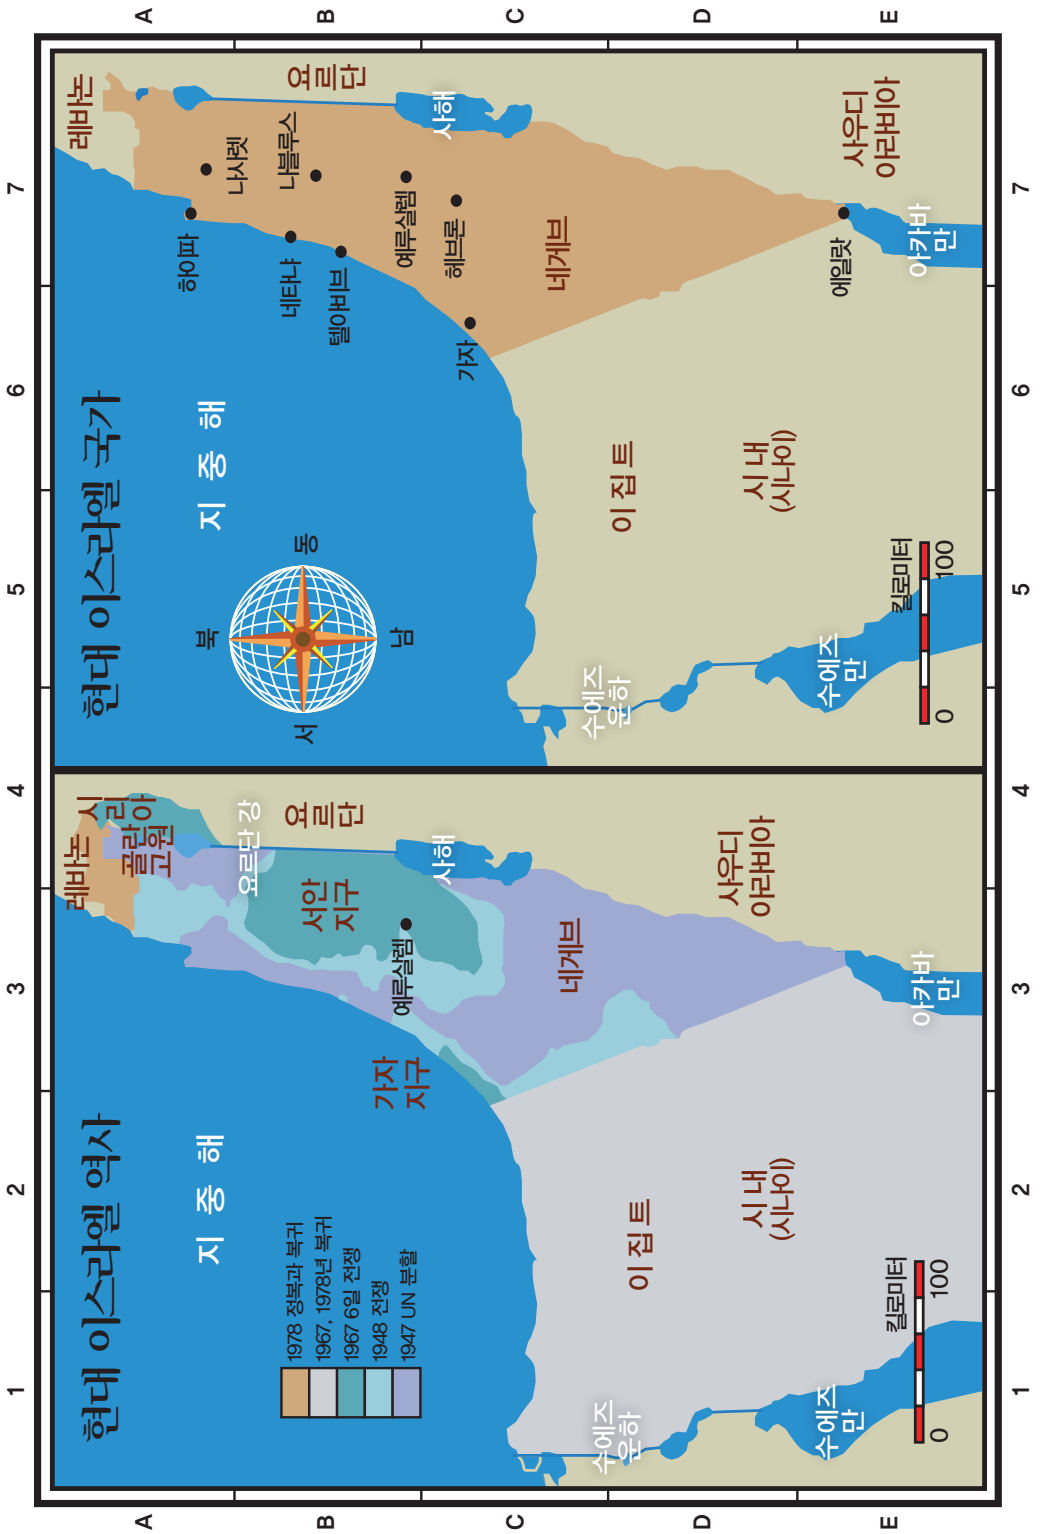 현대 이스라엘 역사
레바논
시리아
골란
고원
요르단 강
요르단
지 중 해
서안
지구
사해
예루살렘
가자
지구
네게브
사우디
아라비아
아카바
만
이 집 트
시 내
(시나이)
수에즈
운하
수에즈
만
1978 정복과 복귀
1967, 1978년 복귀
1967 6일 전쟁
1948 전쟁
1947 UN 분할
킬로미터
0 100
현대 이스라엘 국가
레바논
요르단
지 중 해
하이파
나사렛
나블루스
네타냐
텔아비브
예루살렘
헤브론
사해
가자
네게브
에일랏
사우디
아라비아
아카바
만
이 집 트
시 내
(시나이)
수에즈
운하
수에즈
만
북
동
남
서
킬로미터
0 100
1 2 3 4 5 6 7
1 2 3 4 5 6 7
A
B
C
D
E
A
B
C
D
E